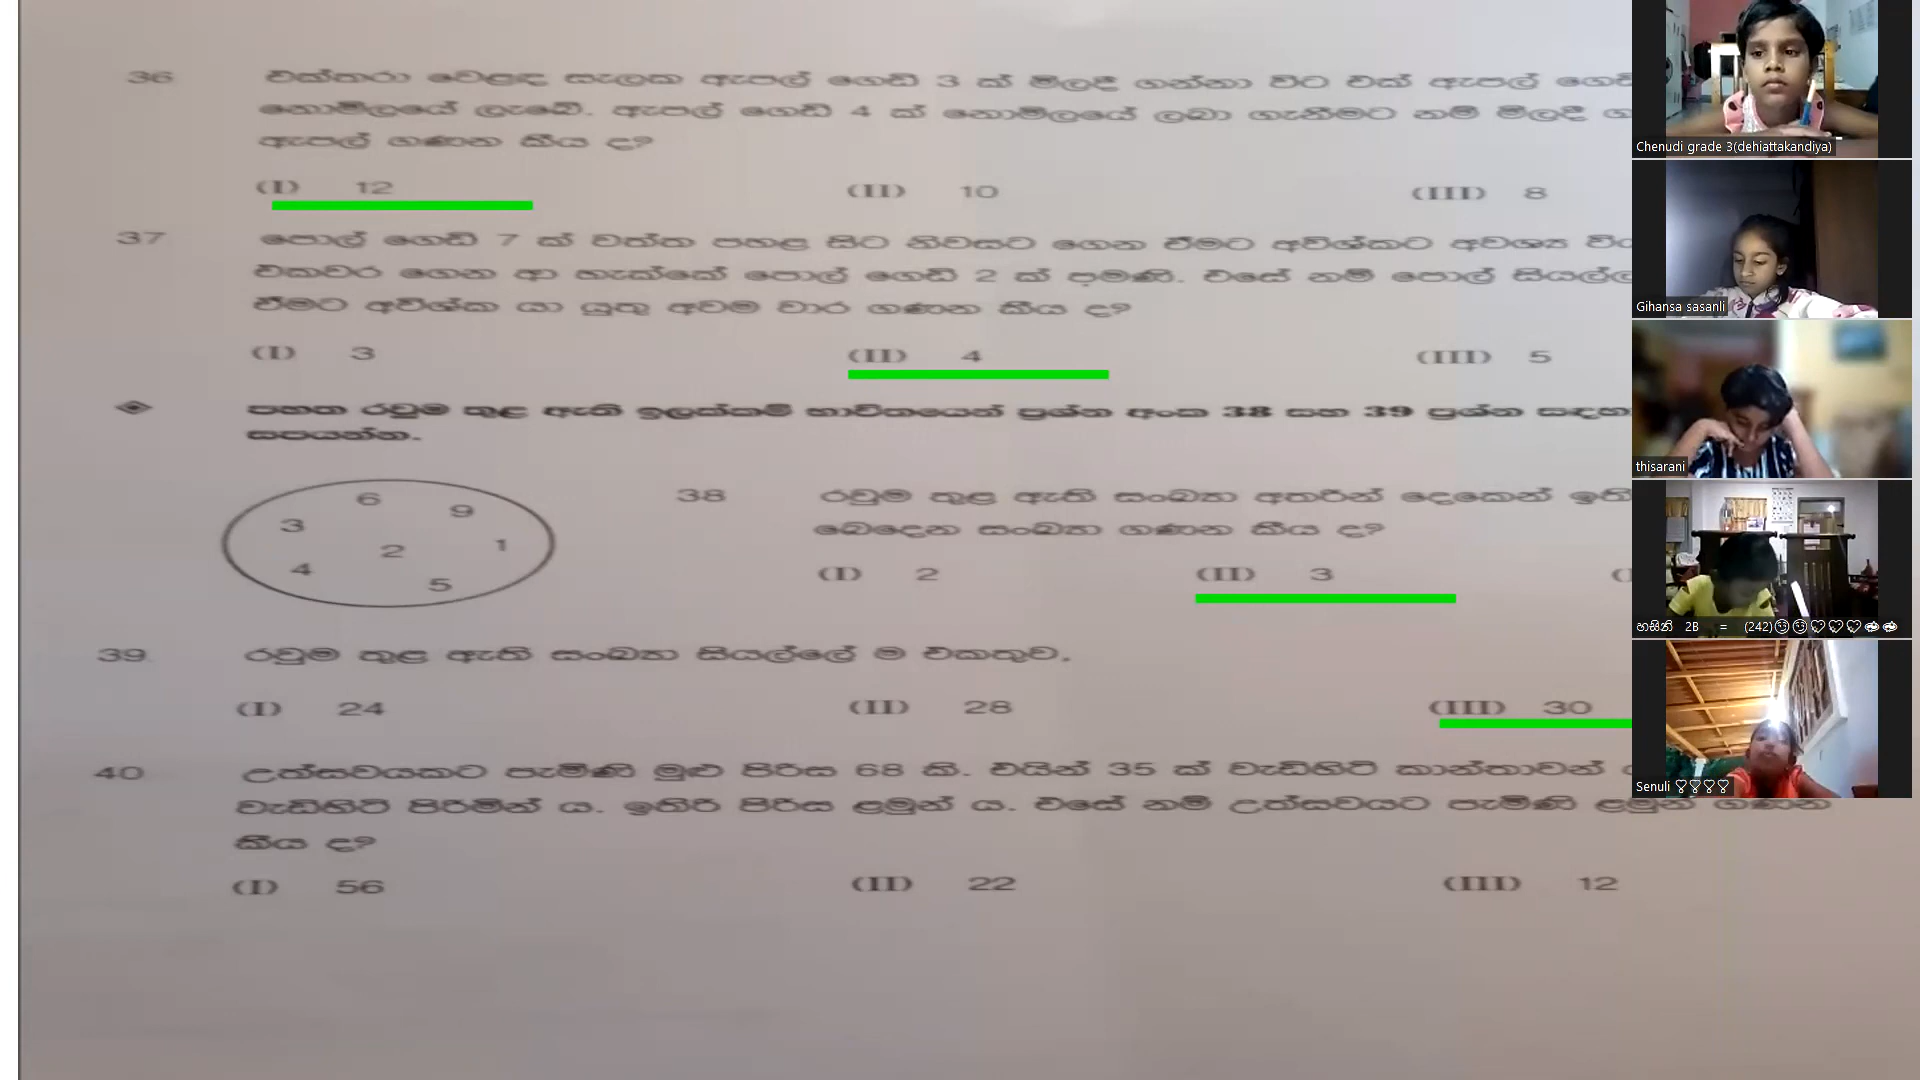 36 එක්තරා වෙළඳ සැලක ඇපල් ගෙඩි 3 ක් මිලදී ගන්නා විට එක් ඇපල් ගෙඩි
නොමිලයේ ලැබේ. ඇපල් ගෙඩි 4 ක් නොමිලයේ ලබා ගැනීමට නම් මිලදී
ඇපල් ගණන කීය ද?
(I) 12 (II) 10 (III) 8
37 පොල් ගෙඩි 7 ක් වත්ත පහළ සිට නිවසට ගෙන ඒමට අවිශ්කට අවශ්‍ය
එකවර ගෙන ආ හැක්කේ පොල් ගෙඩි 2 ක් පමණි. එසේ නම් පොල්
ඒමට අවිශ්ක යා යුතු අවම වාර ගණන කීය ද?
(I) 3 (II) 4 (III) 5
පහත රවුම තුළ ඇති ඉලක්කම් භාවිතයෙන් ප්‍රශ්න අංක 38 සහ 39 ප්‍රශ්න
සපයන්න.
6 9 3 2 1 4 5
38 රවුම තුළ ඇති සංඛ්‍යා අතරින් දෙකෙන්
බෙදෙන සංඛ්‍යා ගණන කීය ද?
(I) 2 (II) 3
39. රවුම තුළ ඇති සංඛ්‍යා සියල්ලේ ම එකතුව.
(I) 24 (II) 28 (III) 30
40 උත්සවයකට පැමිණි මුළු පිරිස 68 කි. එයින් 35 ක් වැඩිහිටි කාන්තාවන්
වැඩිහිටි පිරිමින් ය. ඉතිරි පිරිස ළමුන් ය. එසේ නම් උත්සවයට පැමිණි ළමුන් ගණන
කීය ද?
(I) 56 (II) 22 (III) 12
Chenudi grade 3(dehiattakandiya)
Gihansa sasanli
thisarani
2B = (242)
Senuli